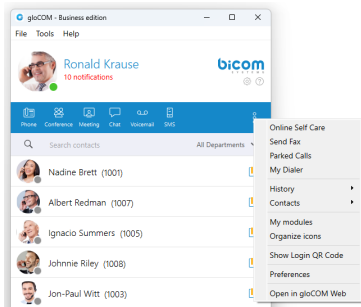 gloCOM - Business edition
File Tools Help
Ronald Krause
10 notifications
bicom
SYSTEMS
Phone Conference Meeting Chat Voicemail SMS
Search contacts All Departments
Nadine Brett (1001)
Albert Redman (1007)
Ignacio Summers (1005)
Johnnie Riley (1008)
Jon-Paul Witt (1003)
Online Self Care
Send Fax
Parked Calls
My Dialer
History
Contacts
My modules
Organize icons
Show Login QR Code
Preferences
Open in gloCOM Web